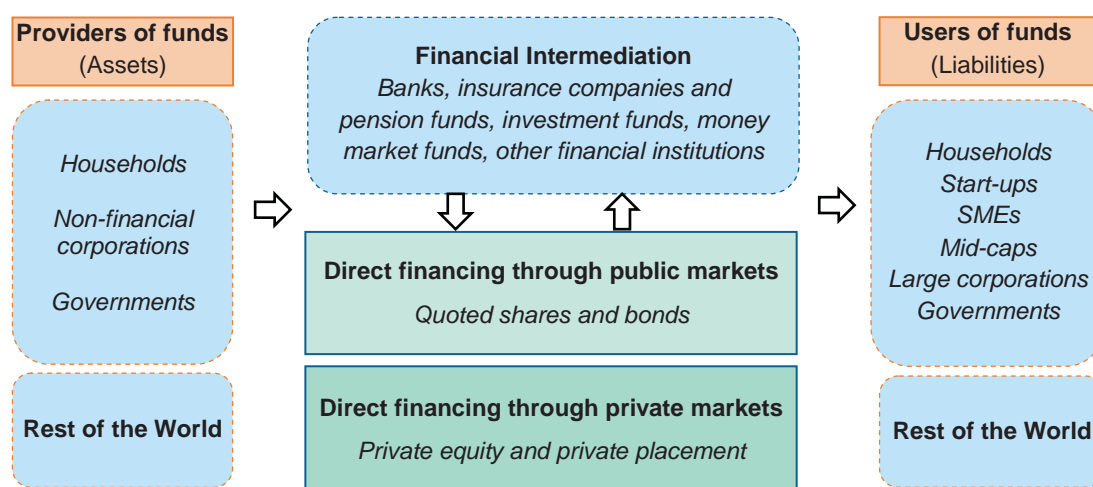 Providers of funds
(Assets)
Households
Non-financial
corporations
Governments
Rest of the World
Financial Intermediation
Banks, insurance companies and
pension funds, investment funds, money
market funds, other financial institutions
Direct financing through public markets
Quoted shares and bonds
Direct financing through private markets
Private equity and private placement
Users of funds
(Liabilities)
Households
Start-ups
SMEs
Mid-caps
Large corporations
Governments
Rest of the World